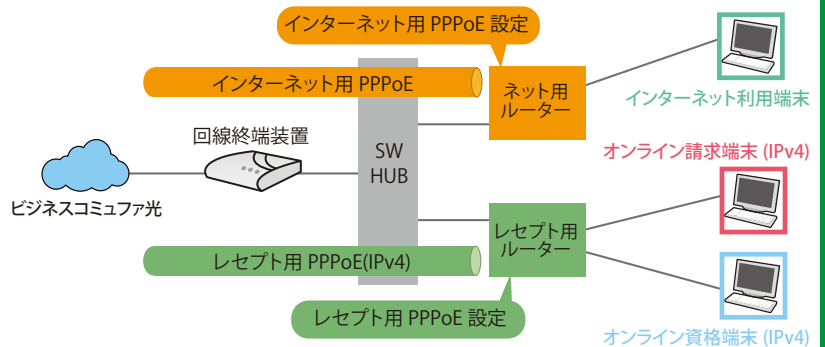 インターネット用 PPPoE 設定
インターネット用 PPPoE
ネット用
ルーター
インターネット利用端末
回線終端装置
SW
HUB
オンライン請求端末 (IPv4)
ビジネスコミュファ光
レセプト用
ルーター
レセプト用 PPPoE(IPv4)
レセプト用 PPPoE 設定
オンライン資格端末 (IPv4)